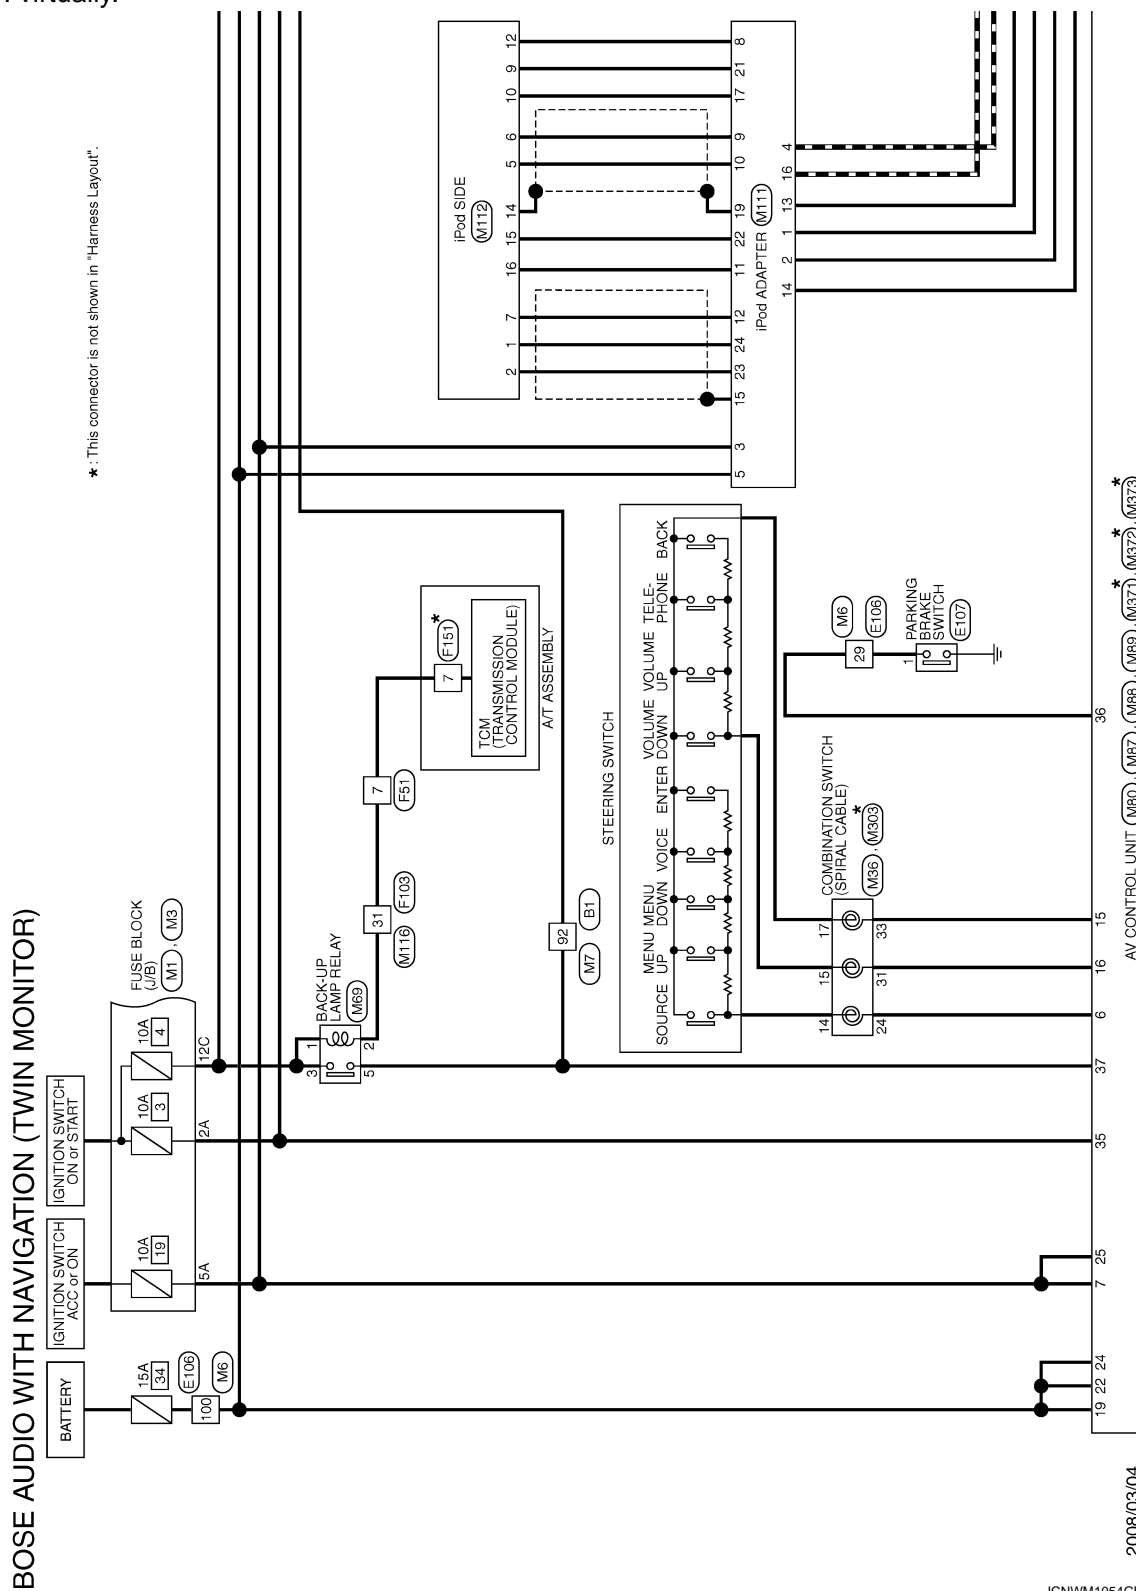 n virtually.
BOSE AUDIO WITH NAVIGATION (TWIN MONITOR)
* : This connector is not shown in "Harness Layout".
BATTERY
IGNITION SWITCH
ACC or ON
IGNITION SWITCH
ON or START
15A
34
E106
100
M6
10A
19
5A
10A
3
2A
10A
4
12C
FUSE BLOCK
(J/B)
M1 , M3
BACK-UP
LAMP RELAY
M69
1
3
2
5
31
M116
F103
7
F51
7
F151
*
TCM
(TRANSMISSION
CONTROL MODULE)
A/T ASSEMBLY
92
M7
B1
iPod SIDE
M112
2 1 7 16 15 14 5 6 10 9 12
5 3 15 23 24 12 11 22 19 10 9 17 21 8
iPod ADAPTER M111
14 2 1 13 16 4
STEERING SWITCH
SOURCE
MENU
UP
MENU
DOWN
VOICE
ENTER
VOLUME
DOWN
VOLUME
UP
TELE-
PHONE
BACK
COMBINATION SWITCH
(SPIRAL CABLE)
M36 , M303
*
14 15 17
24 31 33
M6
29
E106
1
PARKING
BRAKE
SWITCH
E107
19 22 24 7 25 35 37 6 16 15 36
AV CONTROL UNIT M80 , M87 , M88 , M89 , M371 , M372 , M373
* * *
2008/03/04